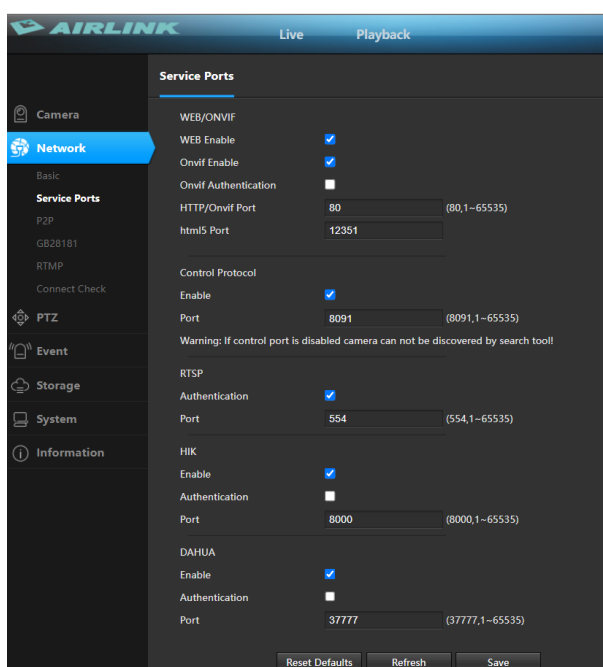 AIRLINK
Live Playback
Service Ports
Camera
Network
Basic
Service Ports
P2P
GB28181
RTMP
Connect Check
PTZ
Event
Storage
System
Information
WEB/ONVIF
WEB Enable
Onvif Enable
Onvif Authentication
HTTP/Onvif Port 80 (80,1~65535)
html5 Port 12351
Control Protocol
Enable
Port 8091 (8091,1~65535)
Warning: If control port is disabled camera can not be discovered by search tool!
RTSP
Authentication
Port 554 (554,1~65535)
HIK
Enable
Authentication
Port 8000 (8000,1~65535)
DAHUA
Enable
Authentication
Port 37777 (37777,1~65535)
Reset Defaults Refresh Save